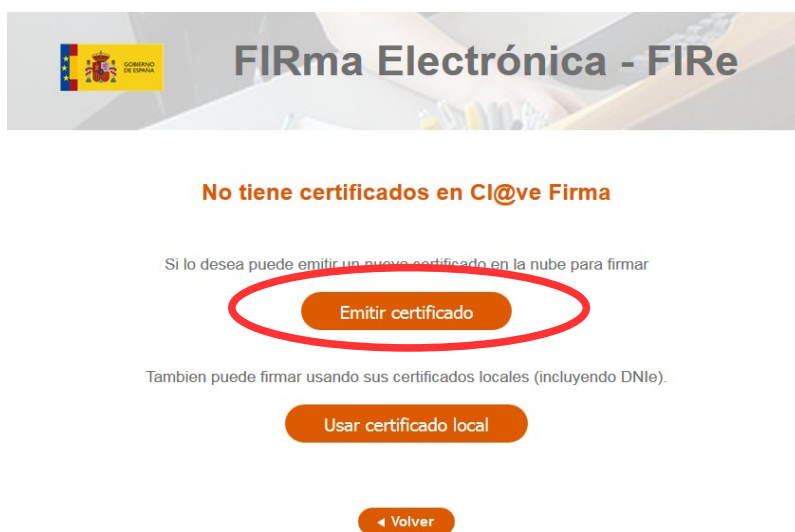 GOBIERNO
DE ESPAÑA
FIRma Electrónica - FIRe
No tiene certificados en Cl@ve Firma
Si lo desea puede emitir un nuevo certificado en la nube para firmar
Emitir certificado
Tambien puede firmar usando sus certificados locales (incluyendo DNIe).
Usar certificado local
Volver